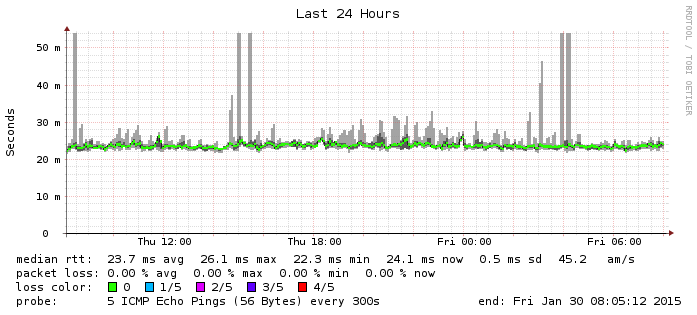 Last 24 Hours
RRDTOOL / TOBI OETIKER
Seconds
50 m
40 m
30 m
20 m
10 m
0
Thu 12:00 Thu 18:00 Fri 00:00 Fri 06:00
median rtt: 23.7 ms avg 26.1 ms max 22.3 ms min 24.1 ms now 0.5 ms sd 45.2 am/s
packet loss: 0.00 % avg 0.00 % max 0.00 % min 0.00 % now
loss color: 0 1/5 2/5 3/5 4/5
probe: 5 ICMP Echo Pings (56 Bytes) every 300s end: Fri Jan 30 08:05:12 2015